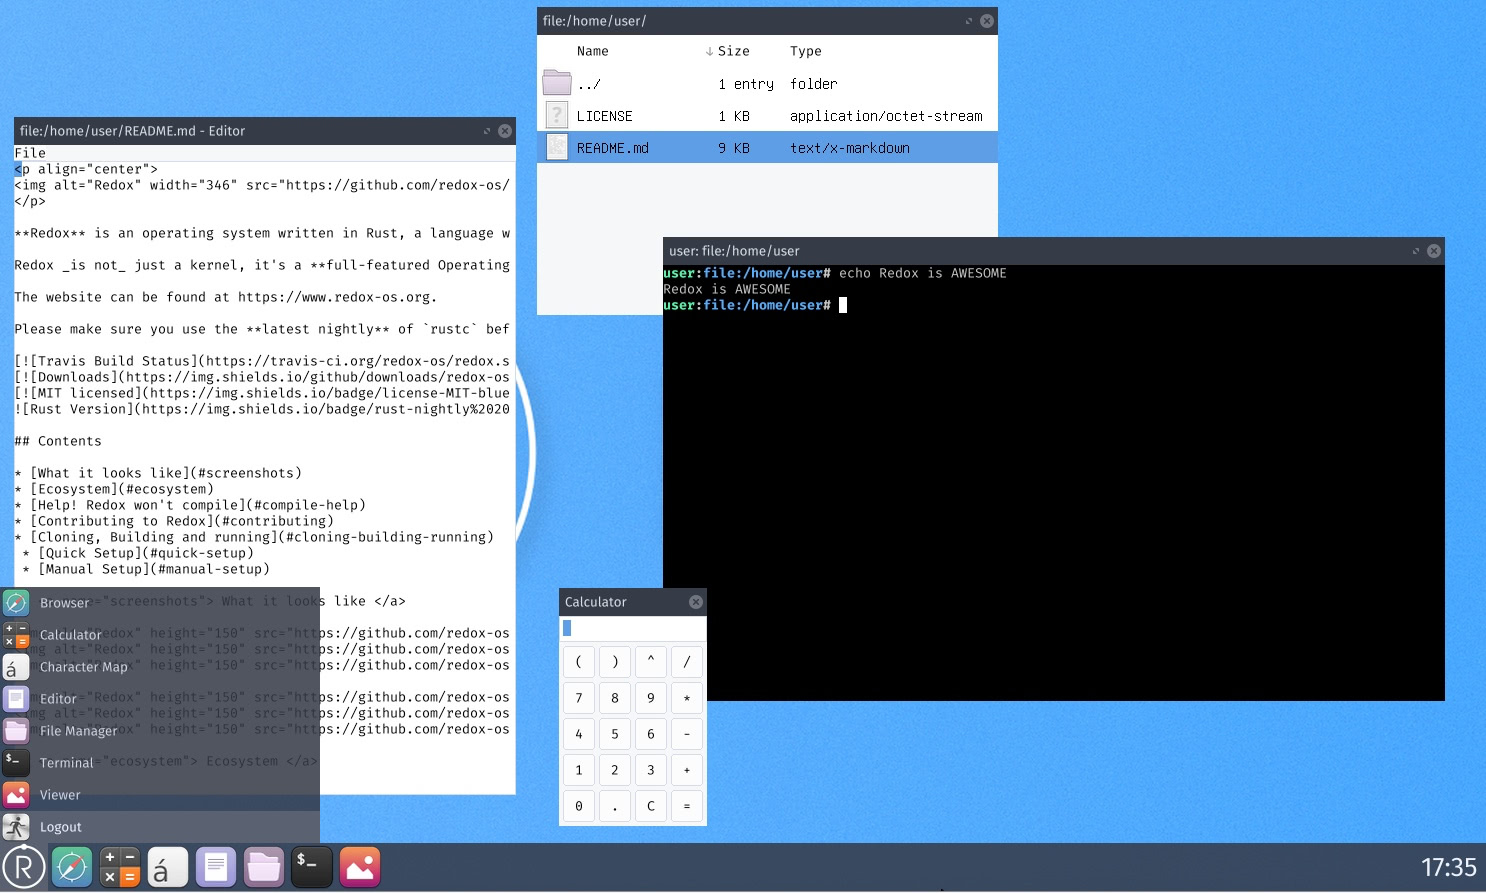 file:/home/user/
Name ↓ Size Type
../ 1 entry folder
LICENSE 1 KB application/octet-stream
README.md 9 KB text/x-markdown
file:/home/user/README.md - Editor
File
<p align="center">
<img alt="Redox" width="346" src="https://github.com/redox-os/
</p>
**Redox** is an operating system written in Rust, a language w
Redox _is not_ just a kernel, it's a **full-featured Operating
The website can be found at https://www.redox-os.org.
Please make sure you use the **latest nightly** of `rustc` bef
[![Travis Build Status](https://travis-ci.org/redox-os/redox.s
[![Downloads](https://img.shields.io/github/downloads/redox-os
[![MIT licensed](https://img.shields.io/badge/license-MIT-blue
![Rust Version](https://img.shields.io/badge/rust-nightly%2020
## Contents
* [What it looks like](#screenshots)
* [Ecosystem](#ecosystem)
* [Help! Redox won't compile](#compile-help)
* [Contributing to Redox](#contributing)
* [Cloning, Building and running](#cloning-building-running)
* [Quick Setup](#quick-setup)
* [Manual Setup](#manual-setup)
="screenshots"> What it looks like </a>
"Redox" height="150" src="https://github.com/redox-os
alt="Redox" height="150" src="https://github.com/redox-os
height="150" src="https://github.com/redox-os
"Redox" height="150" src="https://github.com/redox-os
alt="Redox" height="150" src="https://github.com/redox-os
height="150" src="https://github.com/redox-os
="ecosystem"> Ecosystem </a>
user: file:/home/user
user:file:/home/user# echo Redox is AWESOME
Redox is AWESOME
user:file:/home/user#
Browser
Calculator
á Character Map
Editor
File Manager
$_ Terminal
Viewer
Logout
Calculator
( ) ^ /
7 8 9 *
4 5 6 -
1 2 3 +
0 . C =
R
+ − × =
á
$_
17:35